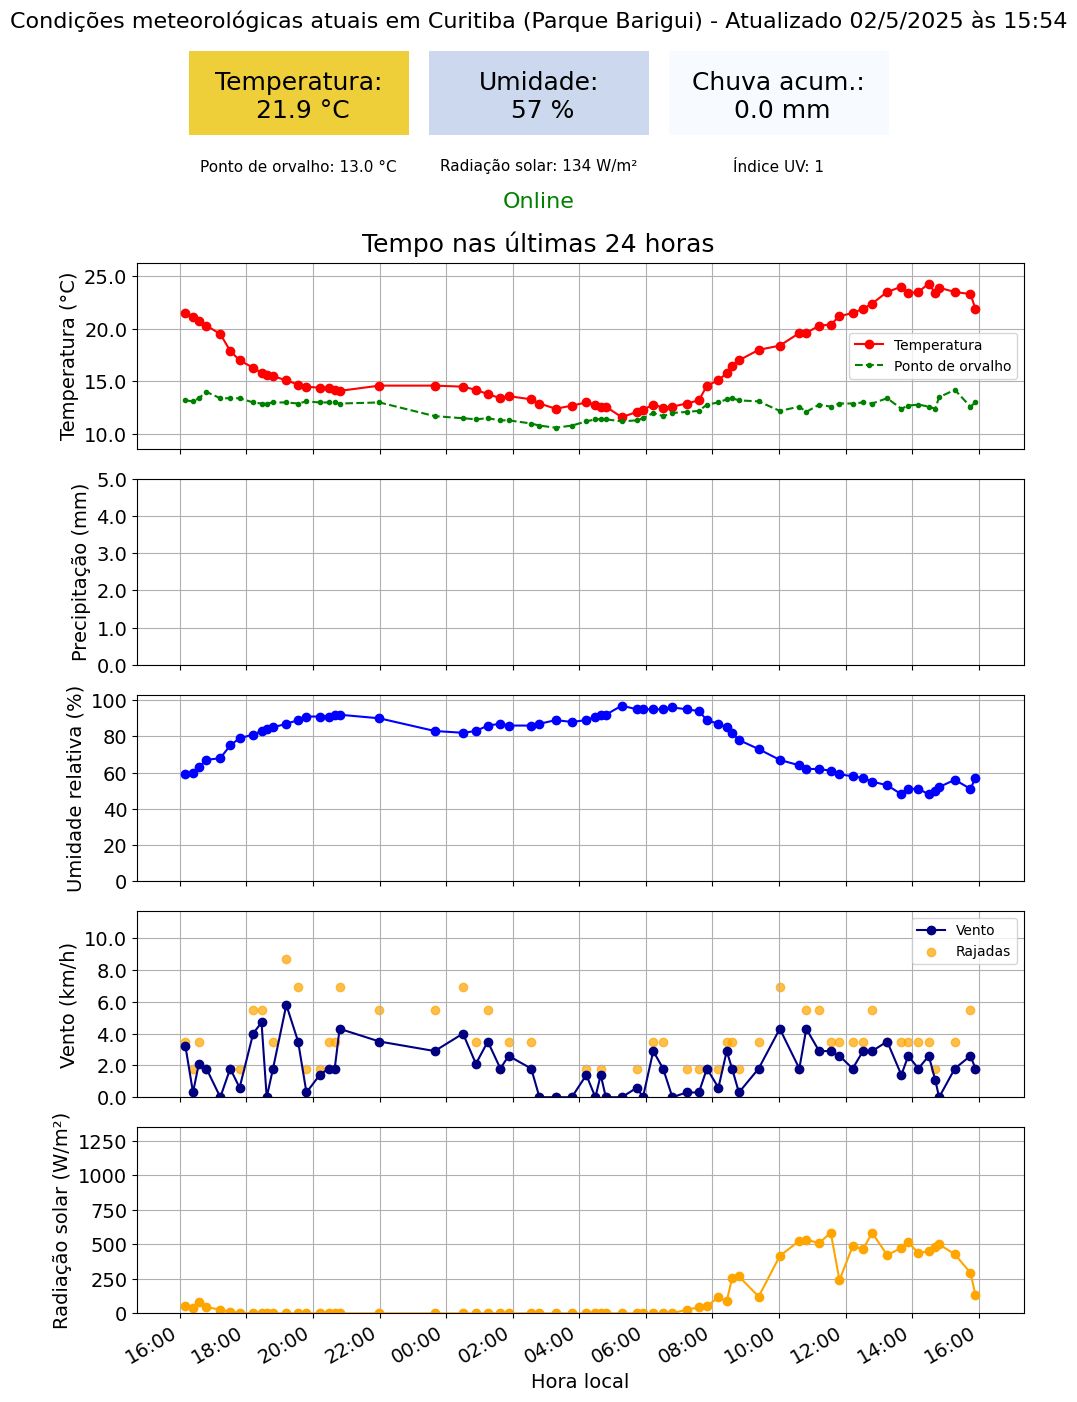 Condições meteorológicas atuais em Curitiba (Parque Barigui) - Atualizado 02/5/2025 às 15:54
Temperatura:
21.9 °C
Umidade:
57 %
Chuva acum.:
0.0 mm
Ponto de orvalho: 13.0 °C
Radiação solar: 134 W/m²
Índice UV: 1
Online
Tempo nas últimas 24 horas
Temperatura (°C)
25.0
20.0
15.0
10.0
Temperatura
Ponto de orvalho
Precipitação (mm)
5.0
4.0
3.0
2.0
1.0
0.0
Umidade relativa (%)
100
80
60
40
20
0
Vento (km/h)
10.0
8.0
6.0
4.0
2.0
0.0
Vento
Rajadas
Radiação solar (W/m²)
1250
1000
750
500
250
0
16:00
18:00
20:00
22:00
00:00
02:00
04:00
06:00
08:00
10:00
12:00
14:00
16:00
Hora local